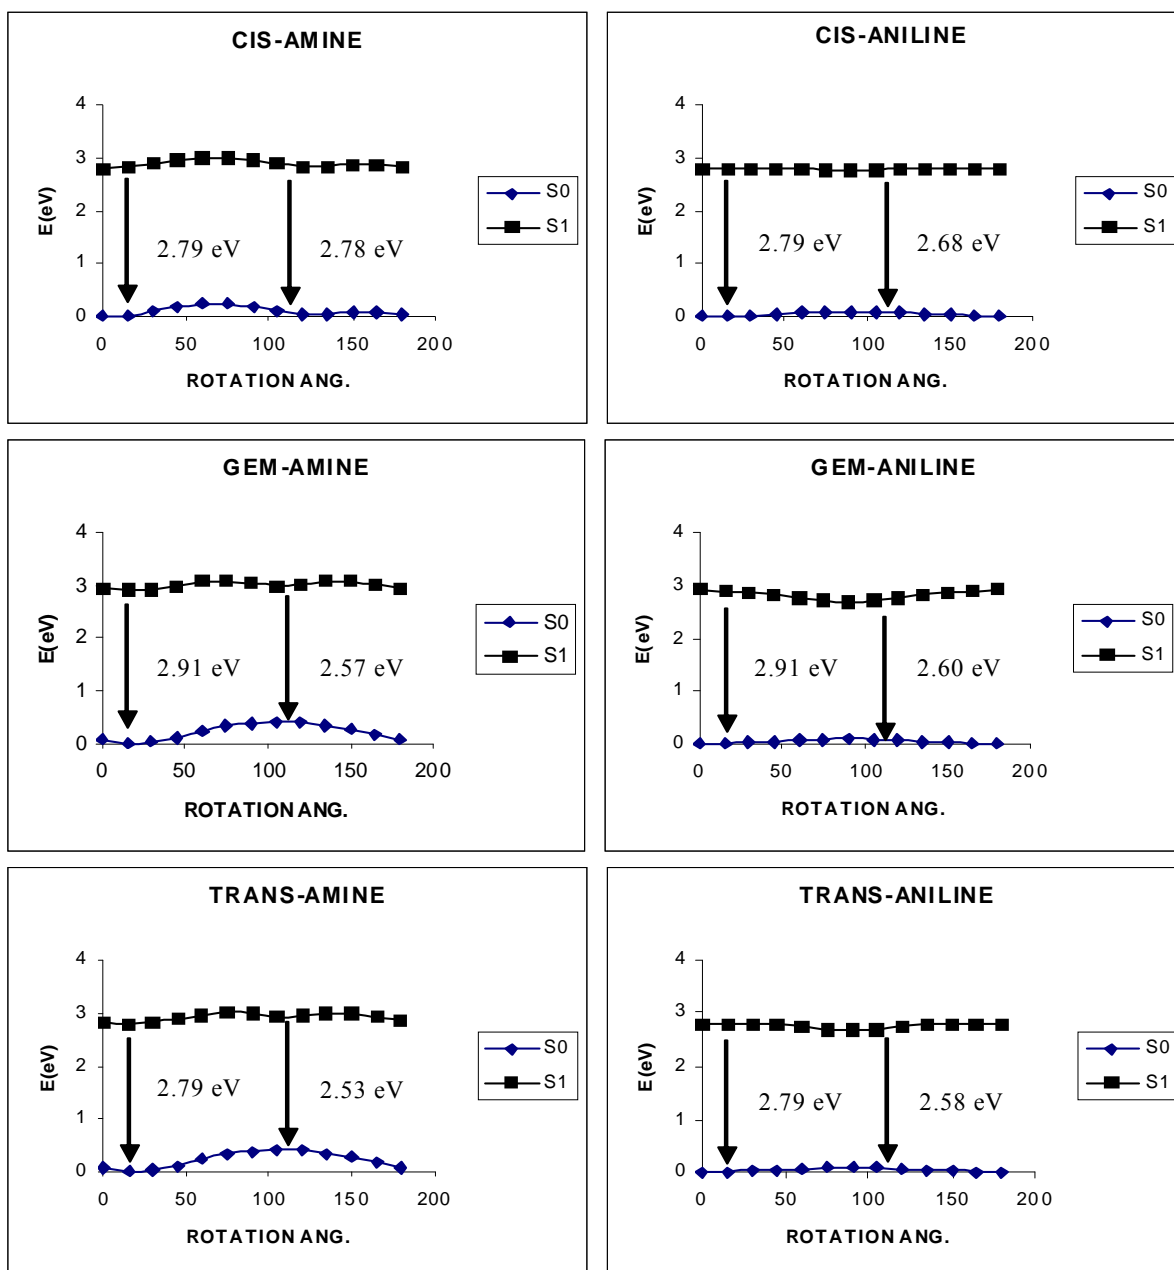 CIS-AMINE
4
3
2
1
0
E(eV)
2.79 eV
2.78 eV
0
50
100
150
200
ROTATION ANG.
S0
S1
CIS-ANILINE
4
3
2
1
0
E(eV)
2.79 eV
2.68 eV
0
50
100
150
200
ROTATION ANG.
S0
S1
GEM-AMINE
4
3
2
1
0
E(eV)
2.91 eV
2.57 eV
0
50
100
150
200
ROTATION ANG.
S0
S1
GEM-ANILINE
4
3
2
1
0
E(eV)
2.91 eV
2.60 eV
0
50
100
150
200
ROTATION ANG.
S0
S1
TRANS-AMINE
4
3
2
1
0
E(eV)
2.79 eV
2.53 eV
0
50
100
150
200
ROTATION ANG.
S0
S1
TRANS-ANILINE
4
3
2
1
0
E(eV)
2.79 eV
2.58 eV
0
50
100
150
200
ROTATION ANG.
S0
S1